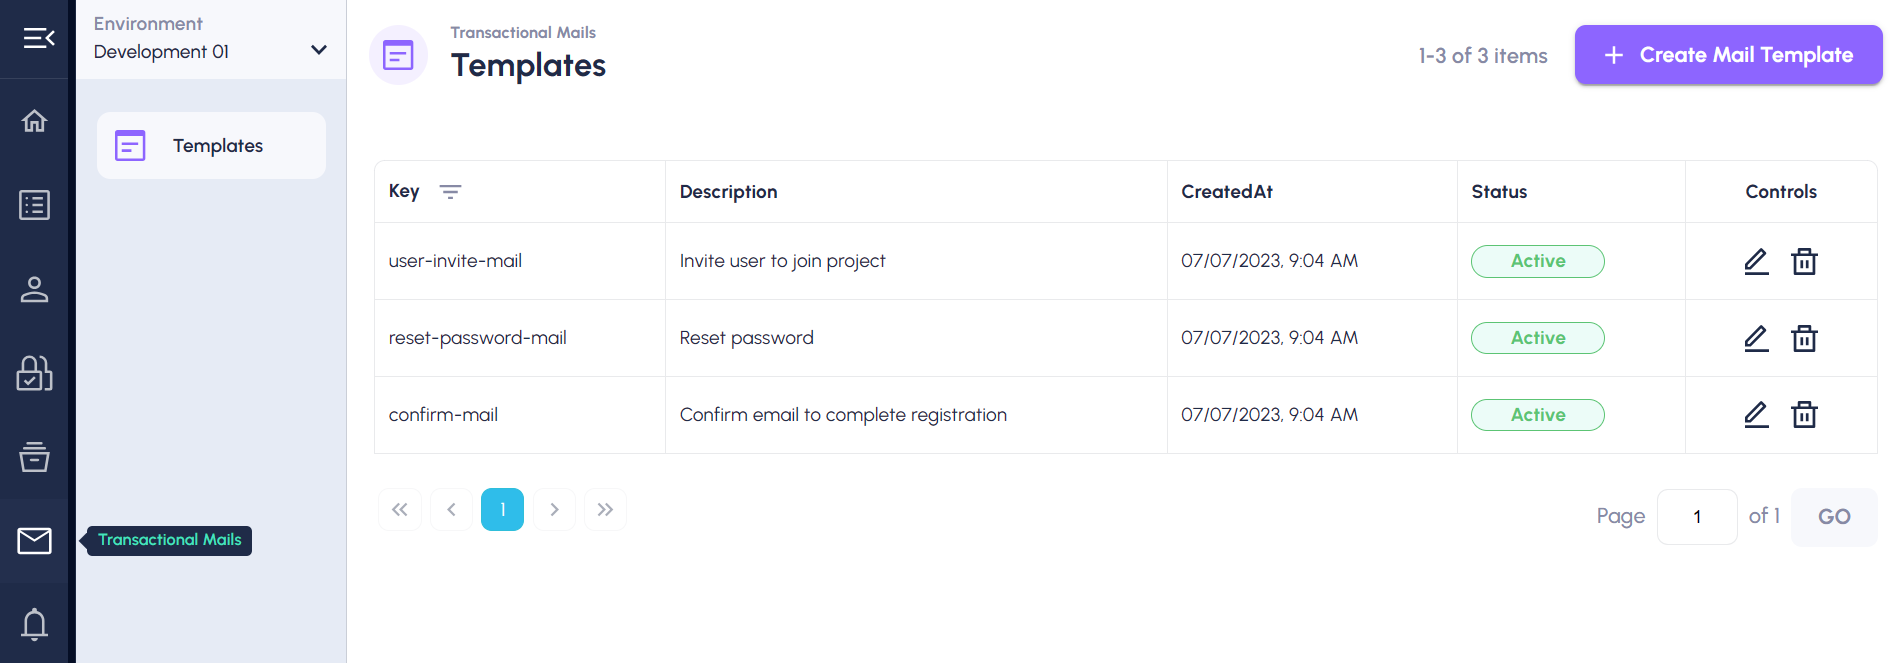 Environment
Development 01
Templates
Transactional Mails
Transactional Mails
Templates
1-3 of 3 items
Create Mail Template
Key Description CreatedAt Status Controls
user-invite-mail Invite user to join project 07/07/2023, 9:04 AM Active
reset-password-mail Reset password 07/07/2023, 9:04 AM Active
confirm-mail Confirm email to complete registration 07/07/2023, 9:04 AM Active
1
Page 1 of 1 GO